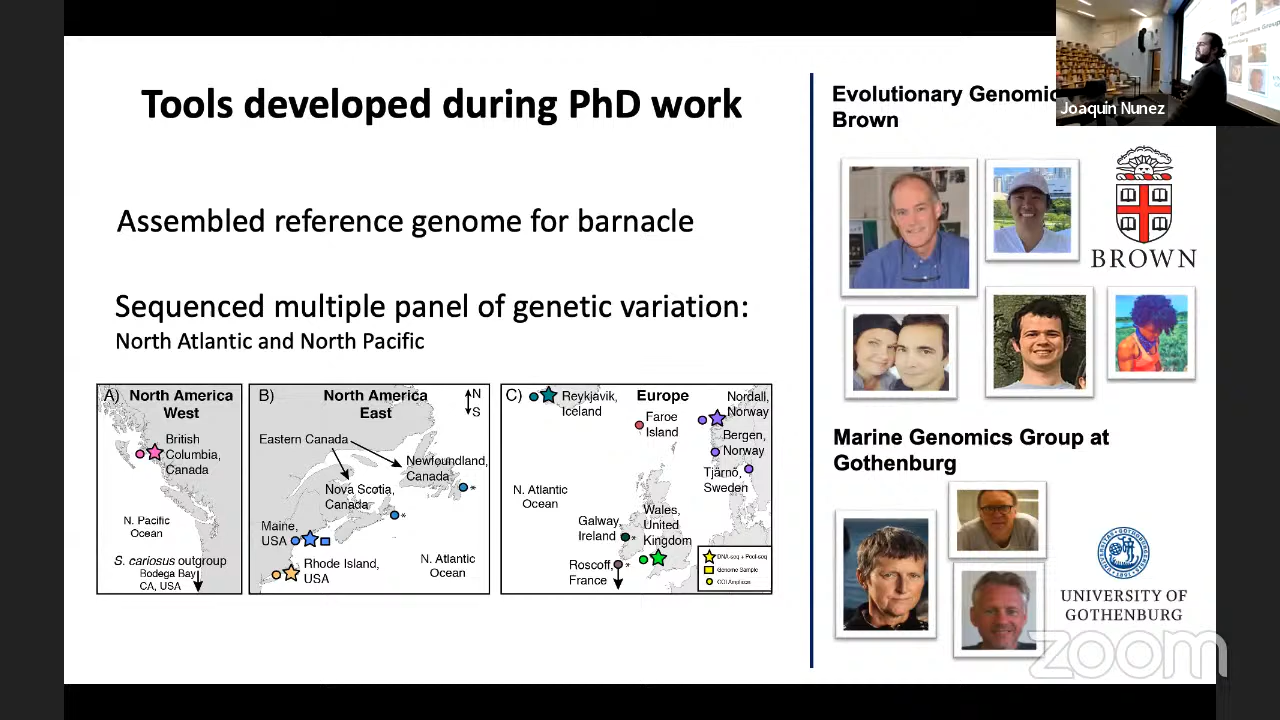 Tools developed during PhD work
Assembled reference genome for barnacle
Sequenced multiple panel of genetic variation:
North Atlantic and North Pacific
A) North America
West
British
Columbia,
Canada
N. Pacific
Ocean
S. cariosus outgroup
Bodega Bay
CA, USA
B) North America
East
N
S
Eastern Canada
Newfoundland,
Canada
*
Nova Scotia,
Canada
*
Maine,
USA
Rhode Island,
USA
N. Atlantic
Ocean
C) Reykjavik,
Iceland
Europe
Faroe
Island
Nordall,
Norway
Bergen,
Norway
Tjärnö,
Sweden
N. Atlantic
Ocean
Wales,
United
Kingdom
Galway,
Ireland
*
Roscoff,
France
*
DNA-seq + Pool-seq
Genome Sample
COI Amplicon
Evolutionary Genomic
Brown
BROWN
Marine Genomics Group at
Gothenburg
UNIVERSITY OF
GOTHENBURG
Joaquin Nunez
zoom